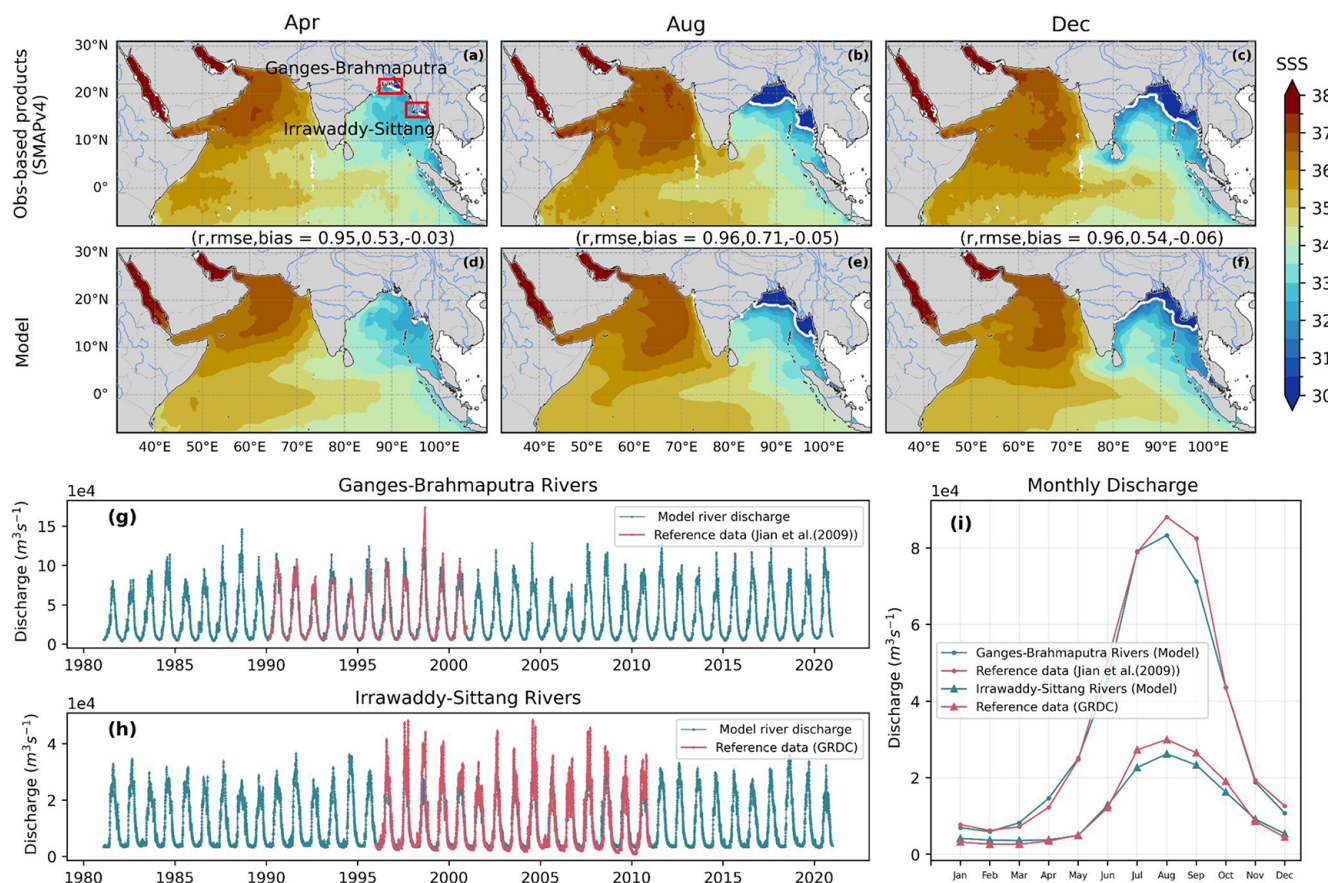 Apr
Aug
Dec
Obs-based products
(SMAPv4)
30°N
20°N
10°N
0°
(a)
Ganges-Brahmaputra
Irrawaddy-Sittang
(b)
(c)
SSS
38
37
36
35
34
33
32
31
30
(r,rmse,bias = 0.95,0.53,-0.03)
(r,rmse,bias = 0.96,0.71,-0.05)
(r,rmse,bias = 0.96,0.54,-0.06)
Model
30°N
20°N
10°N
0°
(d)
(e)
(f)
40°E 50°E 60°E 70°E 80°E 90°E 100°E
40°E 50°E 60°E 70°E 80°E 90°E 100°E
40°E 50°E 60°E 70°E 80°E 90°E 100°E
Ganges-Brahmaputra Rivers
1e4
(g)
Discharge (m³s⁻¹)
15
10
5
0
Model river discharge
Reference data (Jian et al.(2009))
1980 1985 1990 1995 2000 2005 2010 2015 2020
Irrawaddy-Sittang Rivers
1e4
(h)
Discharge (m³s⁻¹)
4
2
0
Model river discharge
Reference data (GRDC)
1980 1985 1990 1995 2000 2005 2010 2015 2020
Monthly Discharge
1e4
(i)
Discharge (m³s⁻¹)
8
6
4
2
0
Ganges-Brahmaputra Rivers (Model)
Reference data (Jian et al.(2009))
Irrawaddy-Sittang Rivers (Model)
Reference data (GRDC)
Jan Feb Mar Apr May Jun Jul Aug Sep Oct Nov Dec